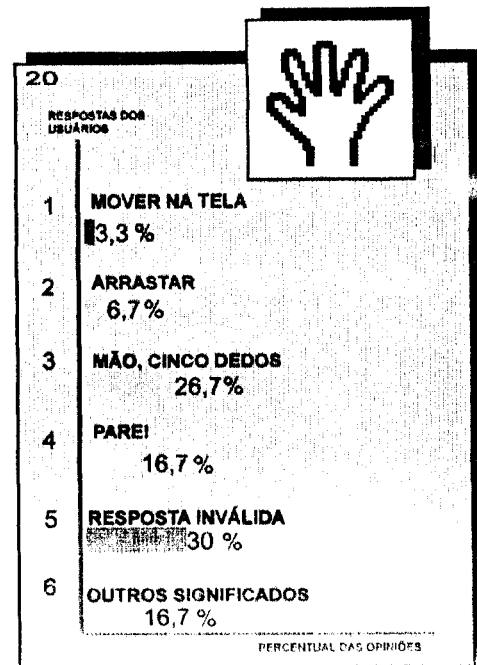 20
RESPOSTAS DOS
USUÁRIOS
1 MOVER NA TELA
3,3 %
2 ARRASTAR
6,7%
3 MÃO, CINCO DEDOS
26,7%
4 PARE!
16,7 %
5 RESPOSTA INVÁLIDA
30 %
6 OUTROS SIGNIFICADOS
16,7 %
PERCENTUAL DAS OPINIÕES